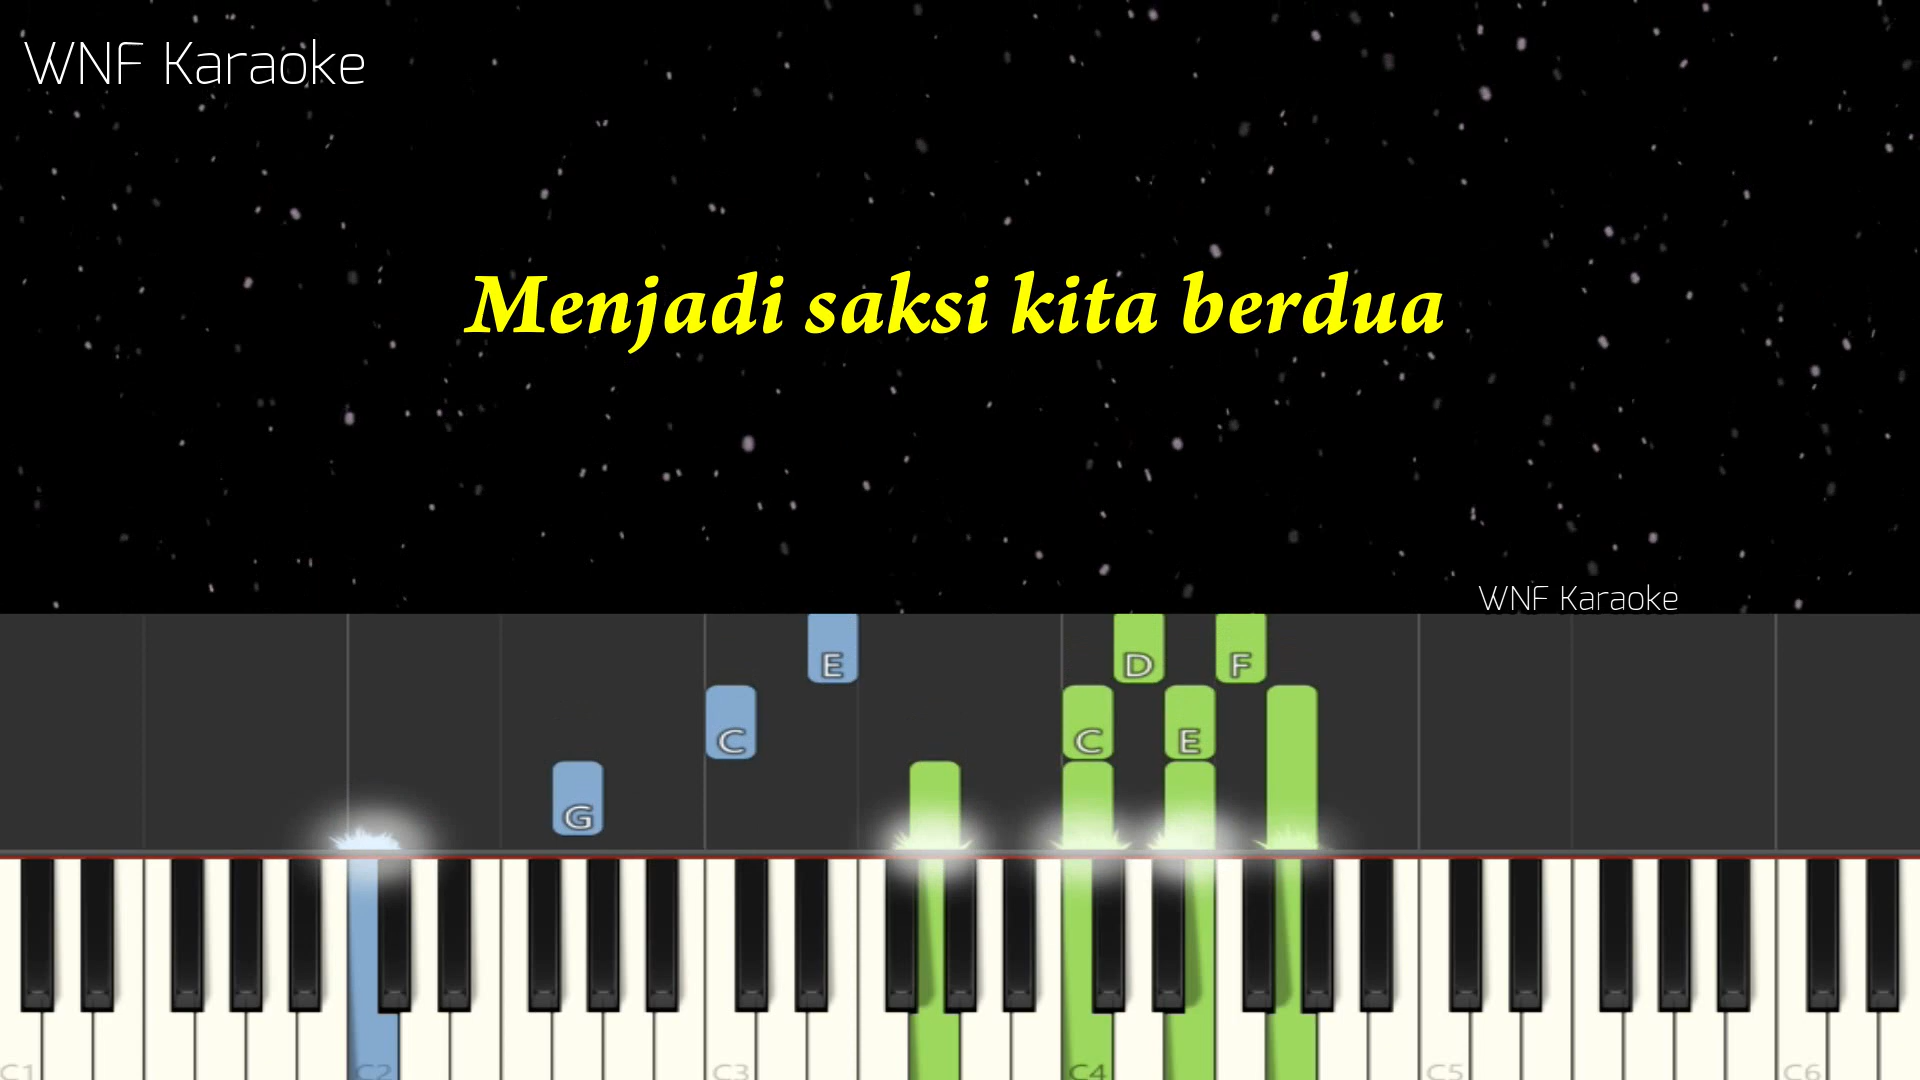 WNF Karaoke
Menjadi saksi kita berdua
WNF Karaoke
E D F
C C E
G
C1 C2 C3 C4 C5 C6